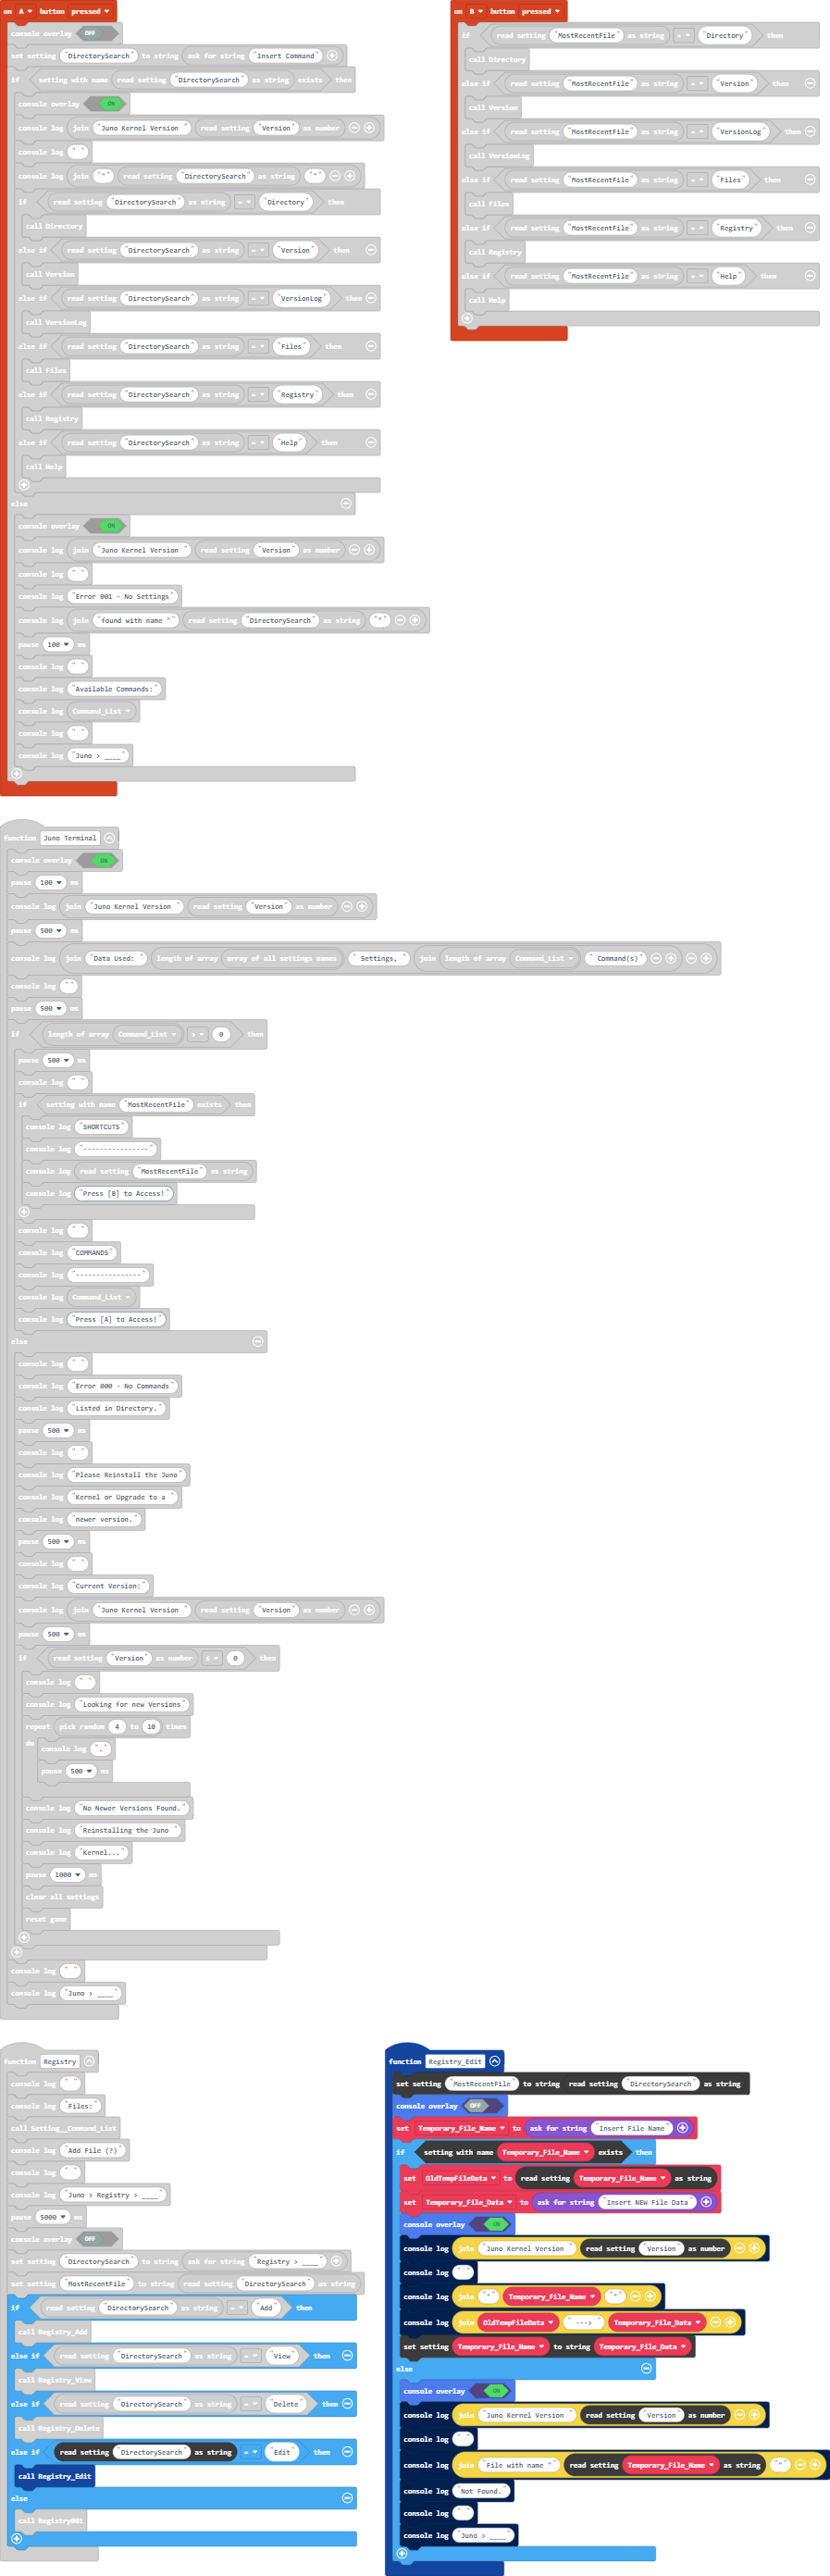 on A button pressed
console overlay OFF
set setting "DirectorySearch" to string ask for string "Insert Command"
if setting with name read setting "DirectorySearch" as string exists then
console overlay ON
console log join "Juno Kernel Version " read setting "Version" as number
console log " "
console log join """ read setting "DirectorySearch" as string """
if read setting "DirectorySearch" as string = "Directory" then
call Directory
else if read setting "DirectorySearch" as string = "Version" then
call Version
else if read setting "DirectorySearch" as string = "VersionLog" then
call VersionLog
else if read setting "DirectorySearch" as string = "Files" then
call Files
else if read setting "DirectorySearch" as string = "Registry" then
call Registry
else if read setting "DirectorySearch" as string = "Help" then
call Help
else
console overlay ON
console log join "Juno Kernel Version " read setting "Version" as number
console log " "
console log "Error 001 - No Settings"
console log join "found with name "" read setting "DirectorySearch" as string """
pause 100 ms
console log " "
console log "Available Commands:"
console log Command_List
console log " "
console log "Juno > ____"
on B button pressed
if read setting "MostRecentFile" as string = "Directory" then
call Directory
else if read setting "MostRecentFile" as string = "Version" then
call Version
else if read setting "MostRecentFile" as string = "VersionLog" then
call VersionLog
else if read setting "MostRecentFile" as string = "Files" then
call Files
else if read setting "MostRecentFile" as string = "Registry" then
call Registry
else if read setting "MostRecentFile" as string = "Help" then
call Help
function Juno Terminal
console overlay ON
pause 100 ms
console log join "Juno Kernel Version " read setting "Version" as number
pause 500 ms
console log join "Data Used: " length of array array of all settings names " Settings, " join length of array Command_List " Command(s)"
console log ""
pause 500 ms
if length of array Command_List > 0 then
pause 500 ms
console log " "
if setting with name "MostRecentFile" exists then
console log "SHORTCUTS"
console log "----------------"
console log read setting "MostRecentFile" as string
console log "Press [B] to Access!"
console log " "
console log "COMMANDS"
console log "----------------"
console log Command_List
console log "Press [A] to Access!"
else
console log " "
console log "Error 000 - No Commands"
console log "Listed in Directory."
pause 500 ms
console log " "
console log "Please Reinstall the Juno"
console log "Kernel or Upgrade to a "
console log "newer version."
pause 500 ms
console log " "
console log "Current Version:"
console log join "Juno Kernel Version " read setting "Version" as number
pause 500 ms
if read setting "Version" as number ≤ 0 then
console log " "
console log "Looking for new Versions"
repeat pick random 4 to 10 times
do console log "."
pause 500 ms
console log "No Newer Versions Found."
console log "Reinstalling the Juno "
console log "Kernel..."
pause 1000 ms
clear all settings
reset game
console log " "
console log "Juno > ____"
function Registry
console log " "
console log "Files:"
call Setting__Command_List
console log "Add File (?)"
console log " "
console log "Juno > Registry > ____"
pause 5000 ms
console overlay OFF
set setting "DirectorySearch" to string ask for string "Registry > ____"
set setting "MostRecentFile" to string read setting "DirectorySearch" as string
if read setting "DirectorySearch" as string = "Add" then
call Registry_Add
else if read setting "DirectorySearch" as string = "View" then
call Registry_View
else if read setting "DirectorySearch" as string = "Delete" then
call Registry_Delete
else if read setting "DirectorySearch" as string = "Edit" then
call Registry_Edit
else
call Registry001
function Registry_Edit
set setting "MostRecentFile" to string read setting "DirectorySearch" as string
console overlay OFF
set Temporary_File_Name to ask for string "Insert File Name"
if setting with name Temporary_File_Name exists then
set OldTempFileData to read setting Temporary_File_Name as string
set Temporary_File_Data to ask for string "Insert NEW File Data"
console overlay ON
console log join "Juno Kernel Version " read setting "Version" as number
console log " "
console log join """ Temporary_File_Name """
console log join OldTempFileData " ---> " Temporary_File_Data
set setting Temporary_File_Name to string Temporary_File_Data
else
console overlay ON
console log join "Juno Kernel Version " read setting "Version" as number
console log " "
console log join "File with name "" read setting Temporary_File_Name as string """
console log "Not Found."
console log " "
console log "Juno > ____"